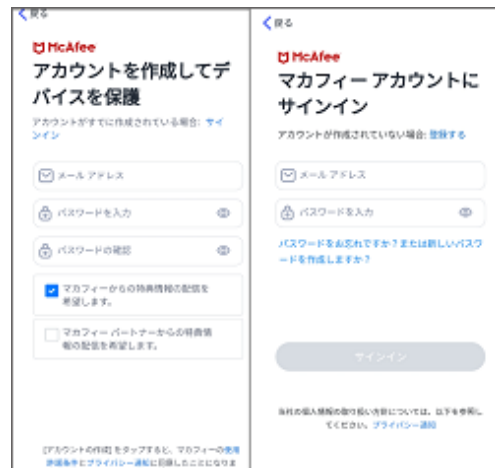 戻る
McAfee
アカウントを作成してデ
バイスを保護
アカウントがすでに作成されている場合: サイ
ンイン
メール アドレス
パスワードを入力
パスワードの確認
マカフィーからの特典情報の配信を
希望します。
マカフィー パートナーからの特典情
報の配信を希望します。
[アカウントの作成] をタップすると、マカフィーの使用
許諾条件とプライバシー通知に同意したことになりま
戻る
McAfee
マカフィー アカウントに
サインイン
アカウントが作成されていない場合: 登録する
メール アドレス
パスワードを入力
パスワードをお忘れですか？または新しいパスワ
ードを作成しますか？
サインイン
当社の個人情報の取り扱い方針については、以下を参照し
てください。プライバシー通知